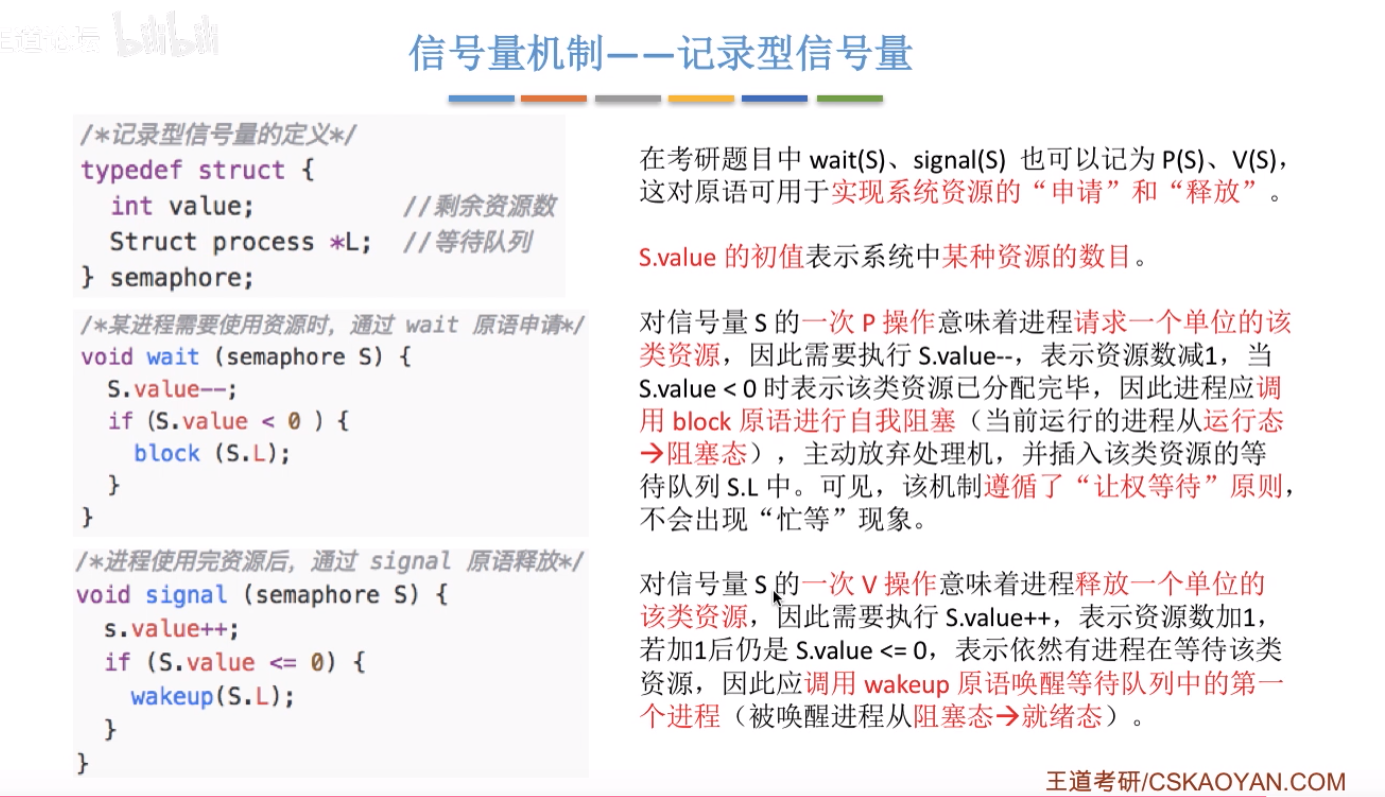 bilibili
信号量机制——记录型信号量
/*记录型信号量的定义*/
typedef struct {
int value; //剩余资源数
Struct process *L; //等待队列
} semaphore;
/*某进程需要使用资源时，通过 wait 原语申请*/
void wait (semaphore S) {
S.value--;
if (S.value < 0 ) {
block (S.L);
}
}
/*进程使用完资源后，通过 signal 原语释放*/
void signal (semaphore S) {
s.value++;
if (S.value <= 0) {
wakeup(S.L);
}
}
在考研题目中 wait(S)、signal(S) 也可以记为 P(S)、V(S)，
这对原语可用于实现系统资源的“申请”和“释放”。
S.value 的初值表示系统中某种资源的数目。
对信号量 S 的一次 P 操作意味着进程请求一个单位的该
类资源，因此需要执行 S.value--，表示资源数减1，当
S.value < 0 时表示该类资源已分配完毕，因此进程应调
用 block 原语进行自我阻塞（当前运行的进程从运行态
→阻塞态），主动放弃处理机，并插入该类资源的等
待队列 S.L 中。可见，该机制遵循了“让权等待”原则，
不会出现“忙等”现象。
对信号量 S 的一次 V 操作意味着进程释放一个单位的
该类资源，因此需要执行 S.value++，表示资源数加1，
若加1后仍是 S.value <= 0，表示依然有进程在等待该类
资源，因此应调用 wakeup 原语唤醒等待队列中的第一
个进程（被唤醒进程从阻塞态→就绪态）。
王道考研/CSKAOYAN.COM